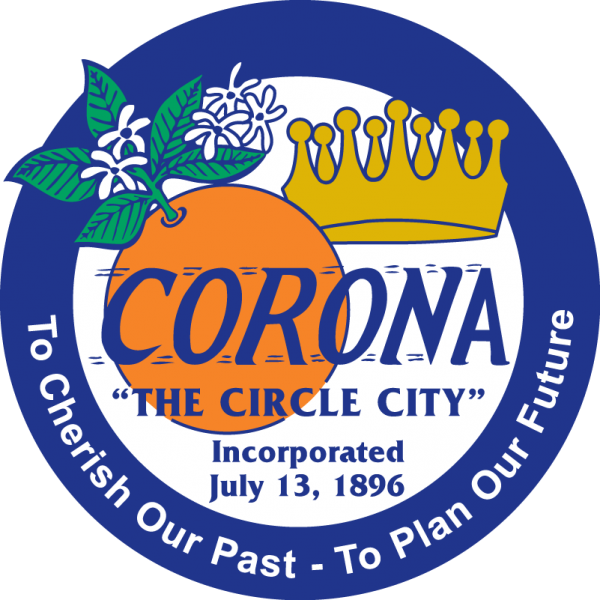 CORONA
“THE CIRCLE CITY”
Incorporated
July 13, 1896
To Cherish Our Past - To Plan Our Future